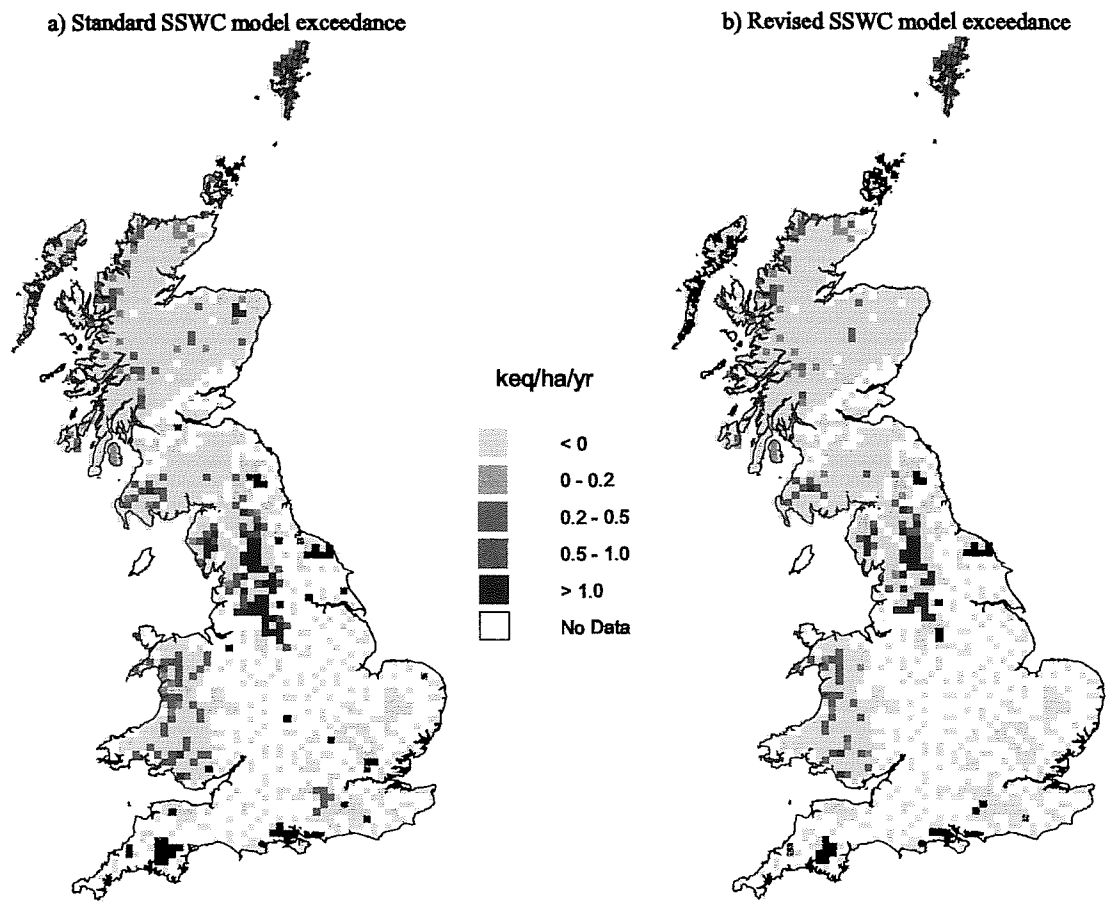 a) Standard SSWC model exceedance
b) Revised SSWC model exceedance
keq/ha/yr
< 0
0 - 0.2
0.2 - 0.5
0.5 - 1.0
> 1.0
No Data